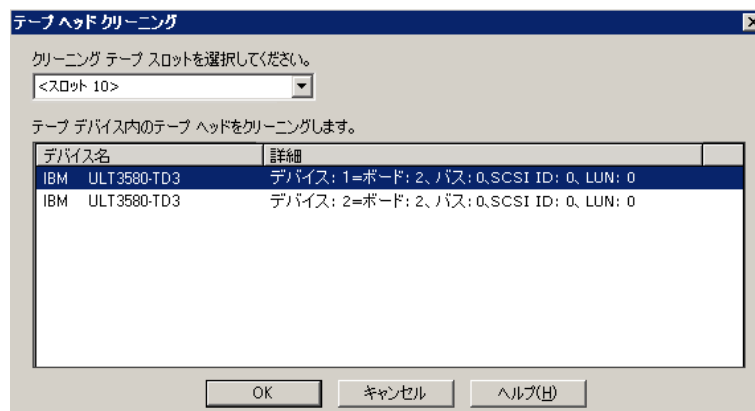 テープ ヘッド クリーニング
クリーニング テープ スロットを選択してください。
<スロット 10>
テープ デバイス内のテープ ヘッドをクリーニングします。
デバイス名 詳細
IBM ULT3580-TD3 デバイス: 1=ボード: 2、バス: 0、SCSI ID: 0、LUN: 0
IBM ULT3580-TD3 デバイス: 2=ボード: 2、バス: 0、SCSI ID: 0、LUN: 0
OK キャンセル ヘルプ(H)